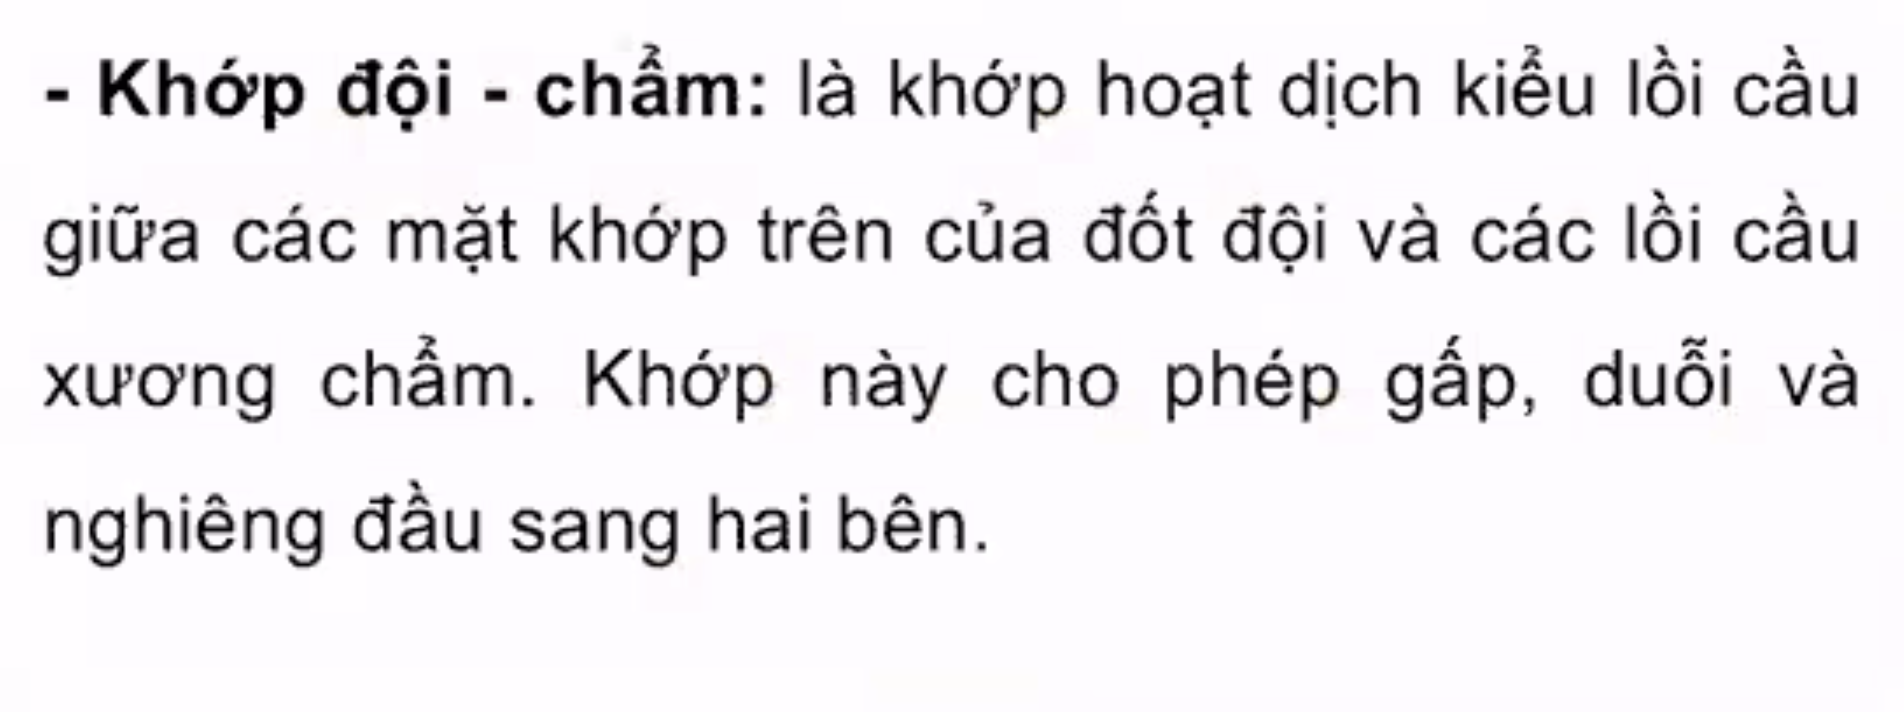 - Khớp đội - chẩm: là khớp hoạt dịch kiểu lồi cầu
giữa các mặt khớp trên của đốt đội và các lồi cầu
xương chẩm. Khớp này cho phép gấp, duỗi và
nghiêng đầu sang hai bên.